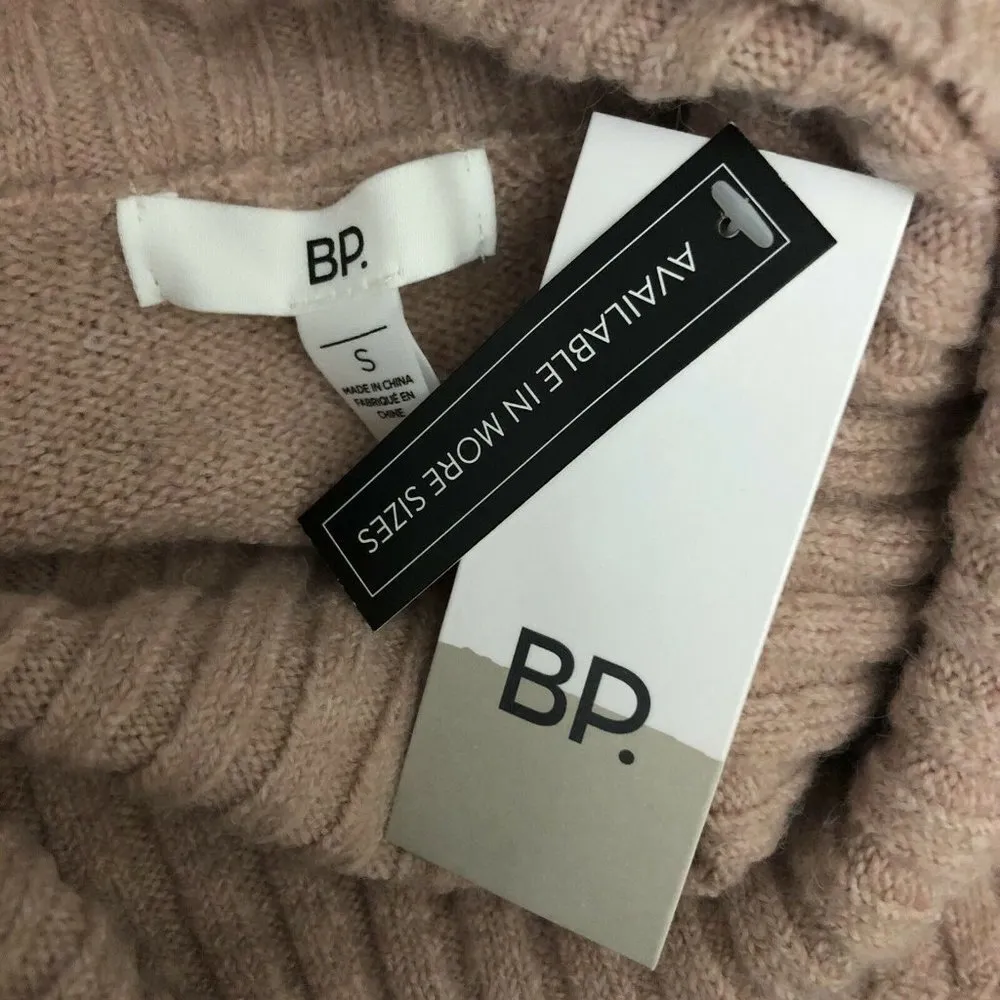 BP.
S
MADE IN CHINA
FABRIQUÉ EN
CHINE
AVAILABLE IN MORE SIZES
BP.